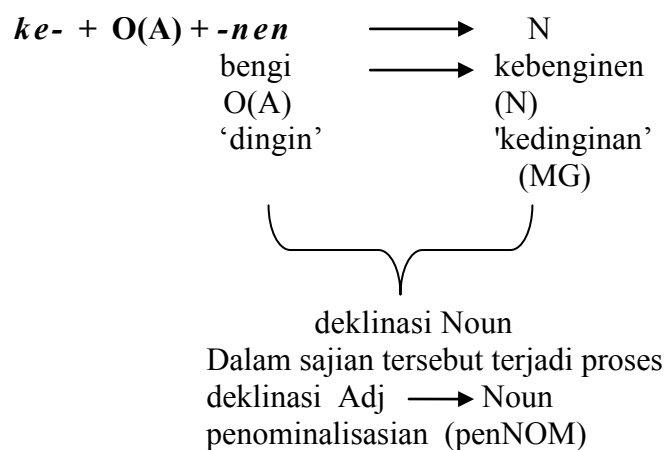 ke- + O(A) + -nen ⟶ N
bengi ⟶ kebenginen
O(A) (N)
‘dingin’ 'kedinginan’
(MG)
deklinasi Noun
Dalam sajian tersebut terjadi proses
deklinasi Adj ⟶ Noun
penominalisasian (penNOM)